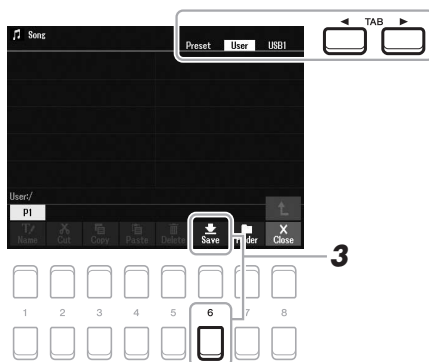 Song
Preset User USB1
◄ TAB ►
User:/
P1
Name Cut Copy Paste Delete Save Folder Close
3
1 2 3 4 5 6 7 8